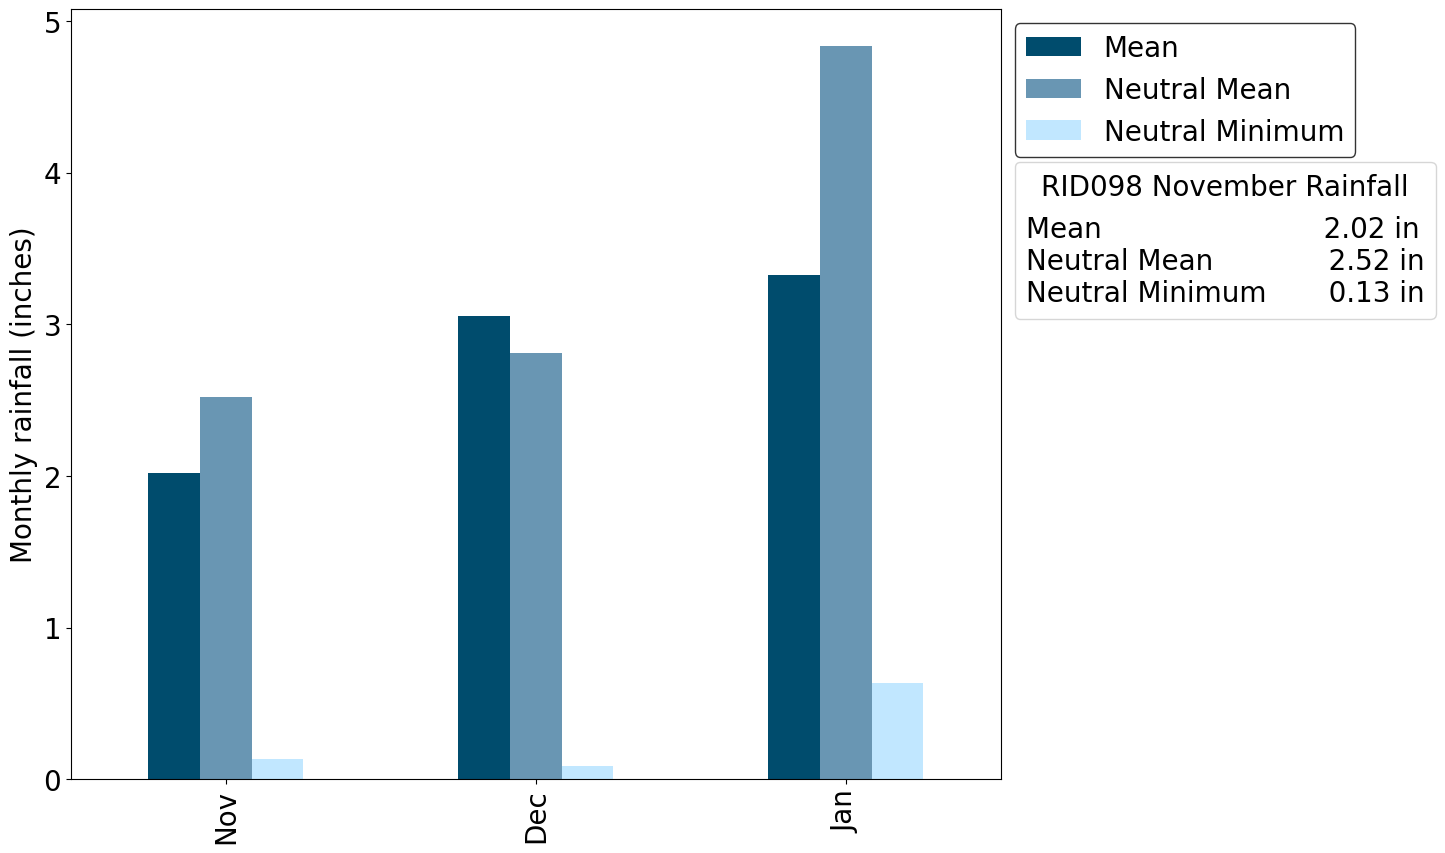 Monthly rainfall (inches)
5
4
3
2
1
0
Nov
Dec
Jan
Mean
Neutral Mean
Neutral Minimum
RID098 November Rainfall
Mean 2.02 in
Neutral Mean 2.52 in
Neutral Minimum 0.13 in